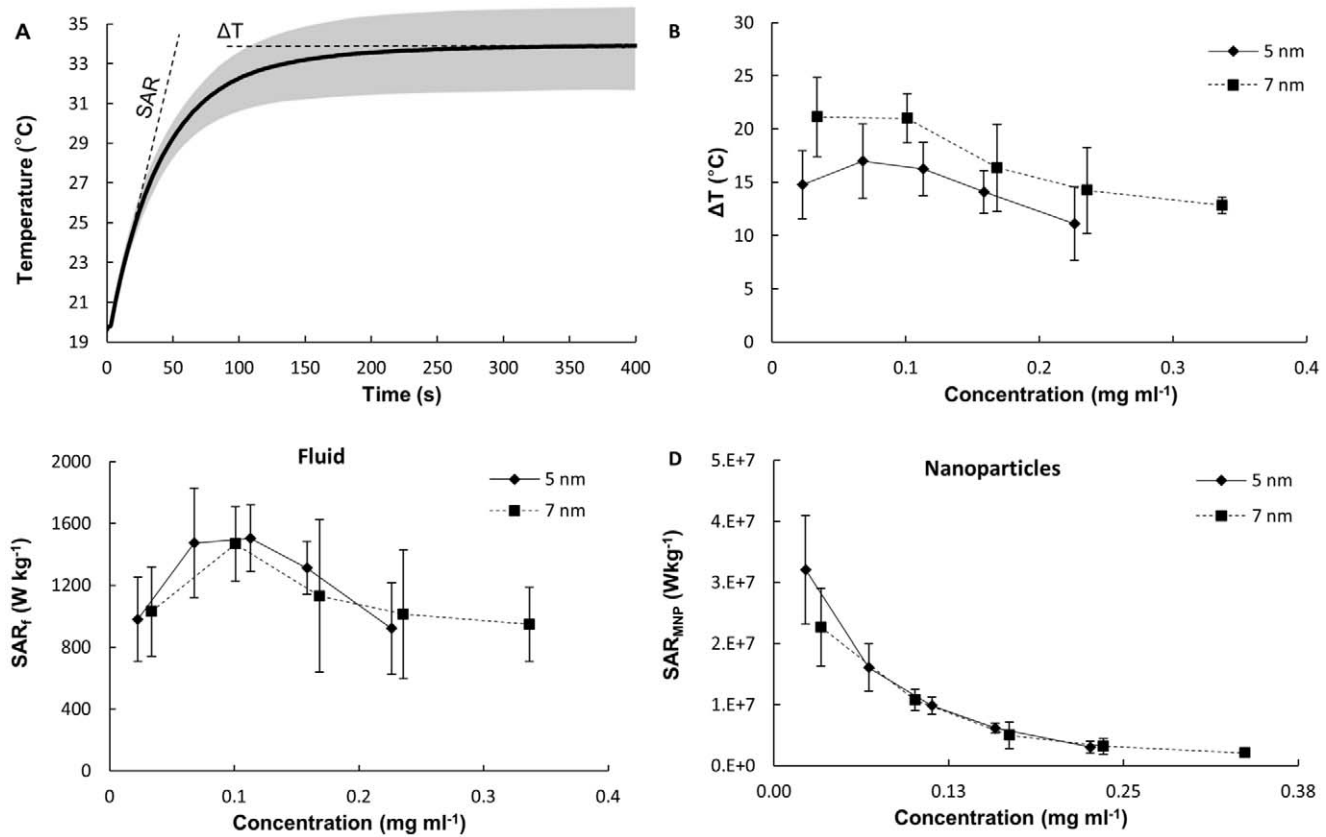 A
ΔT
SAR
35
33
31
29
27
25
23
21
19
Temperature (°C)
0 50 100 150 200 250 300 350 400
Time (s)
B
5 nm
7 nm
30
25
20
15
10
5
0
ΔT (°C)
0 0.1 0.2 0.3 0.4
Concentration (mg ml⁻¹)
Fluid
5 nm
7 nm
2000
1600
1200
800
400
0
SARf (W kg⁻¹)
0 0.1 0.2 0.3 0.4
Concentration (mg ml⁻¹)
D
Nanoparticles
5 nm
7 nm
5.E+7
4.E+7
3.E+7
2.E+7
1.E+7
0.E+0
SARMNP (Wkg⁻¹)
0.00 0.13 0.25 0.38
Concentration (mg ml⁻¹)